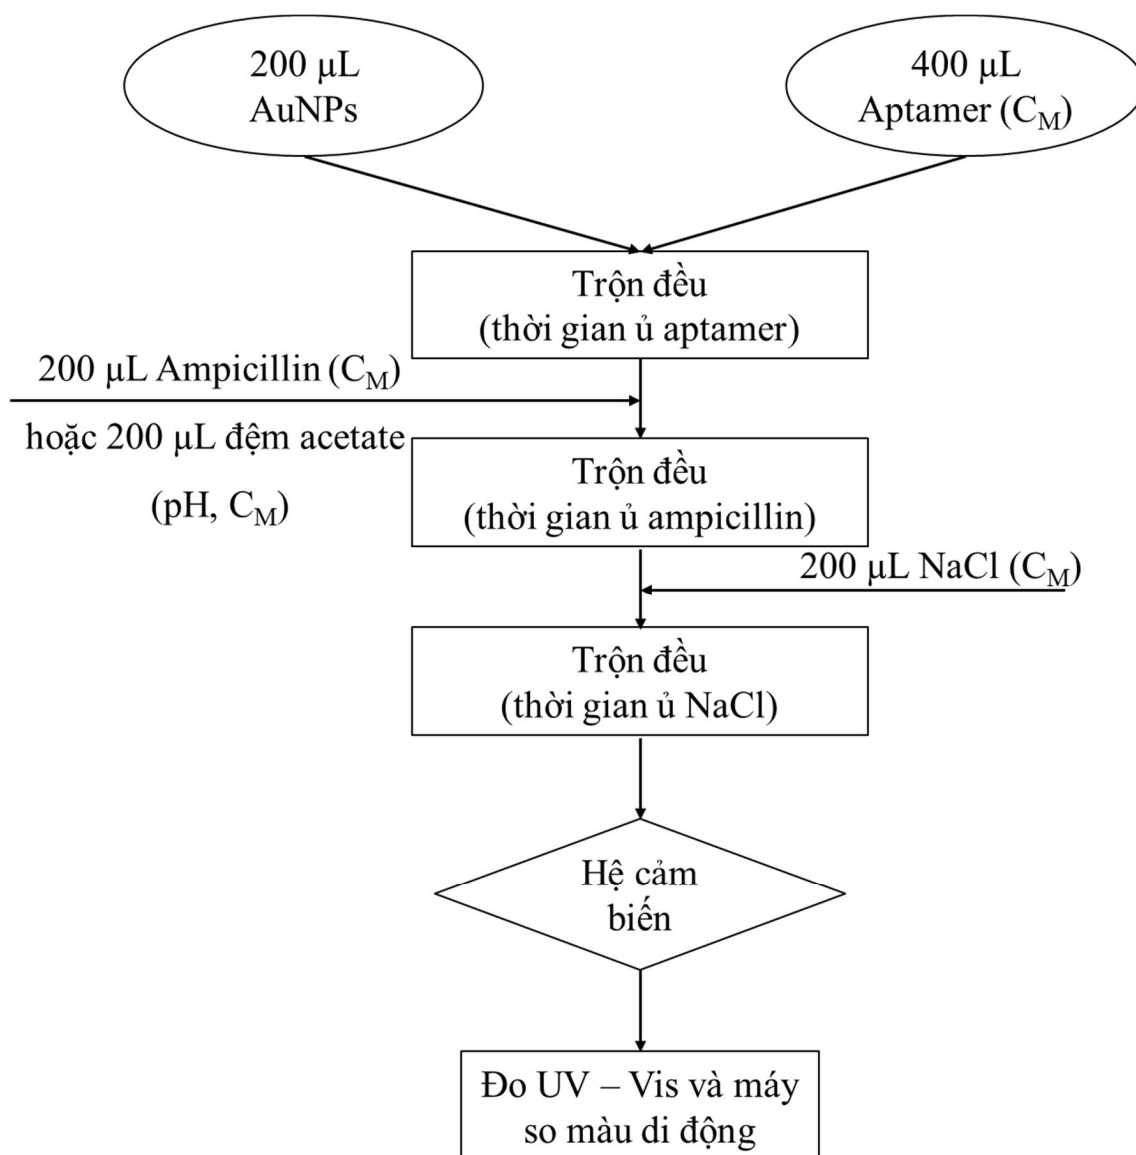 200 μL
AuNPs
400 μL
Aptamer (CM)
Trộn đều
(thời gian ủ aptamer)
200 μL Ampicillin (CM)
hoặc 200 μL đệm acetate
(pH, CM)
Trộn đều
(thời gian ủ ampicillin)
200 μL NaCl (CM)
Trộn đều
(thời gian ủ NaCl)
Hệ cảm
biến
Đo UV – Vis và máy
so màu di động